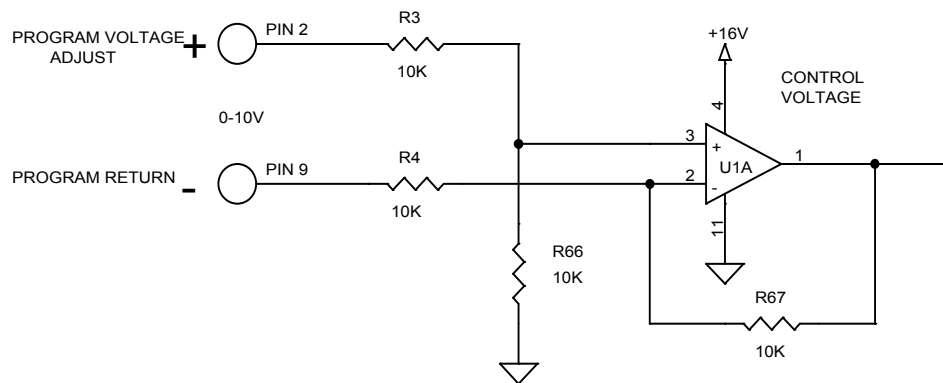 PROGRAM VOLTAGE
ADJUST
+
PIN 2
R3
10K
+16V
CONTROL
VOLTAGE
4
0-10V
3
+
U1A
1
PROGRAM RETURN
-
PIN 9
R4
10K
2
-
11
R66
10K
R67
10K